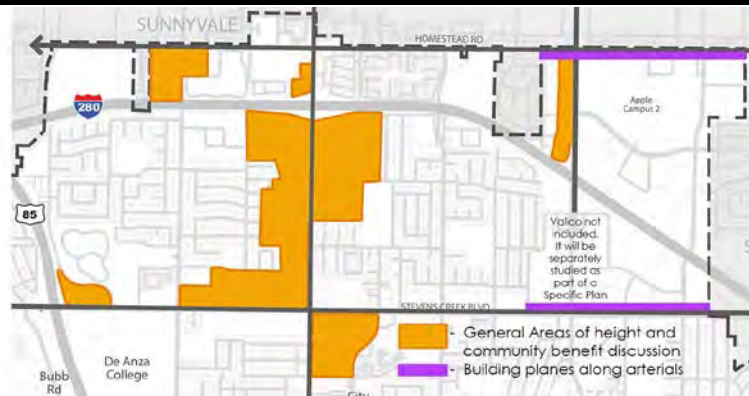 SUNNYVALE
HOMESTEAD RD
280
Apple
Campus 2
85
Vallco not
included.
It will be
separately
studied as
part of a
Specific Plan
STEVENS CREEK BLVD
- General Areas of height and
community benefit discussion
- Building planes along arterials
De Anza
College
Bubb
Rd
City